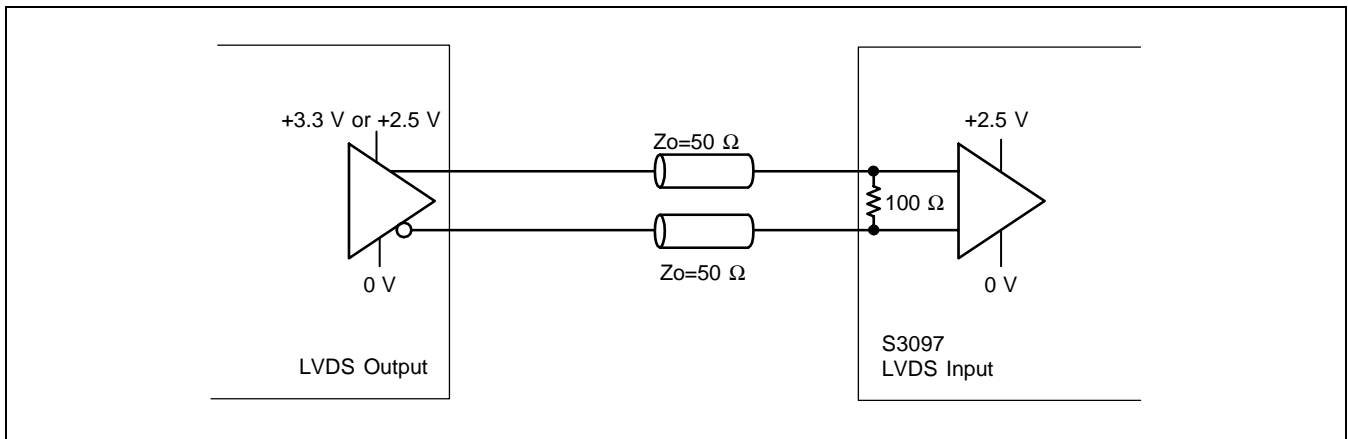 +3.3 V or +2.5 V
Zo=50 Ω
+2.5 V
100 Ω
Zo=50 Ω
0 V
0 V
LVDS Output
S3097
LVDS Input